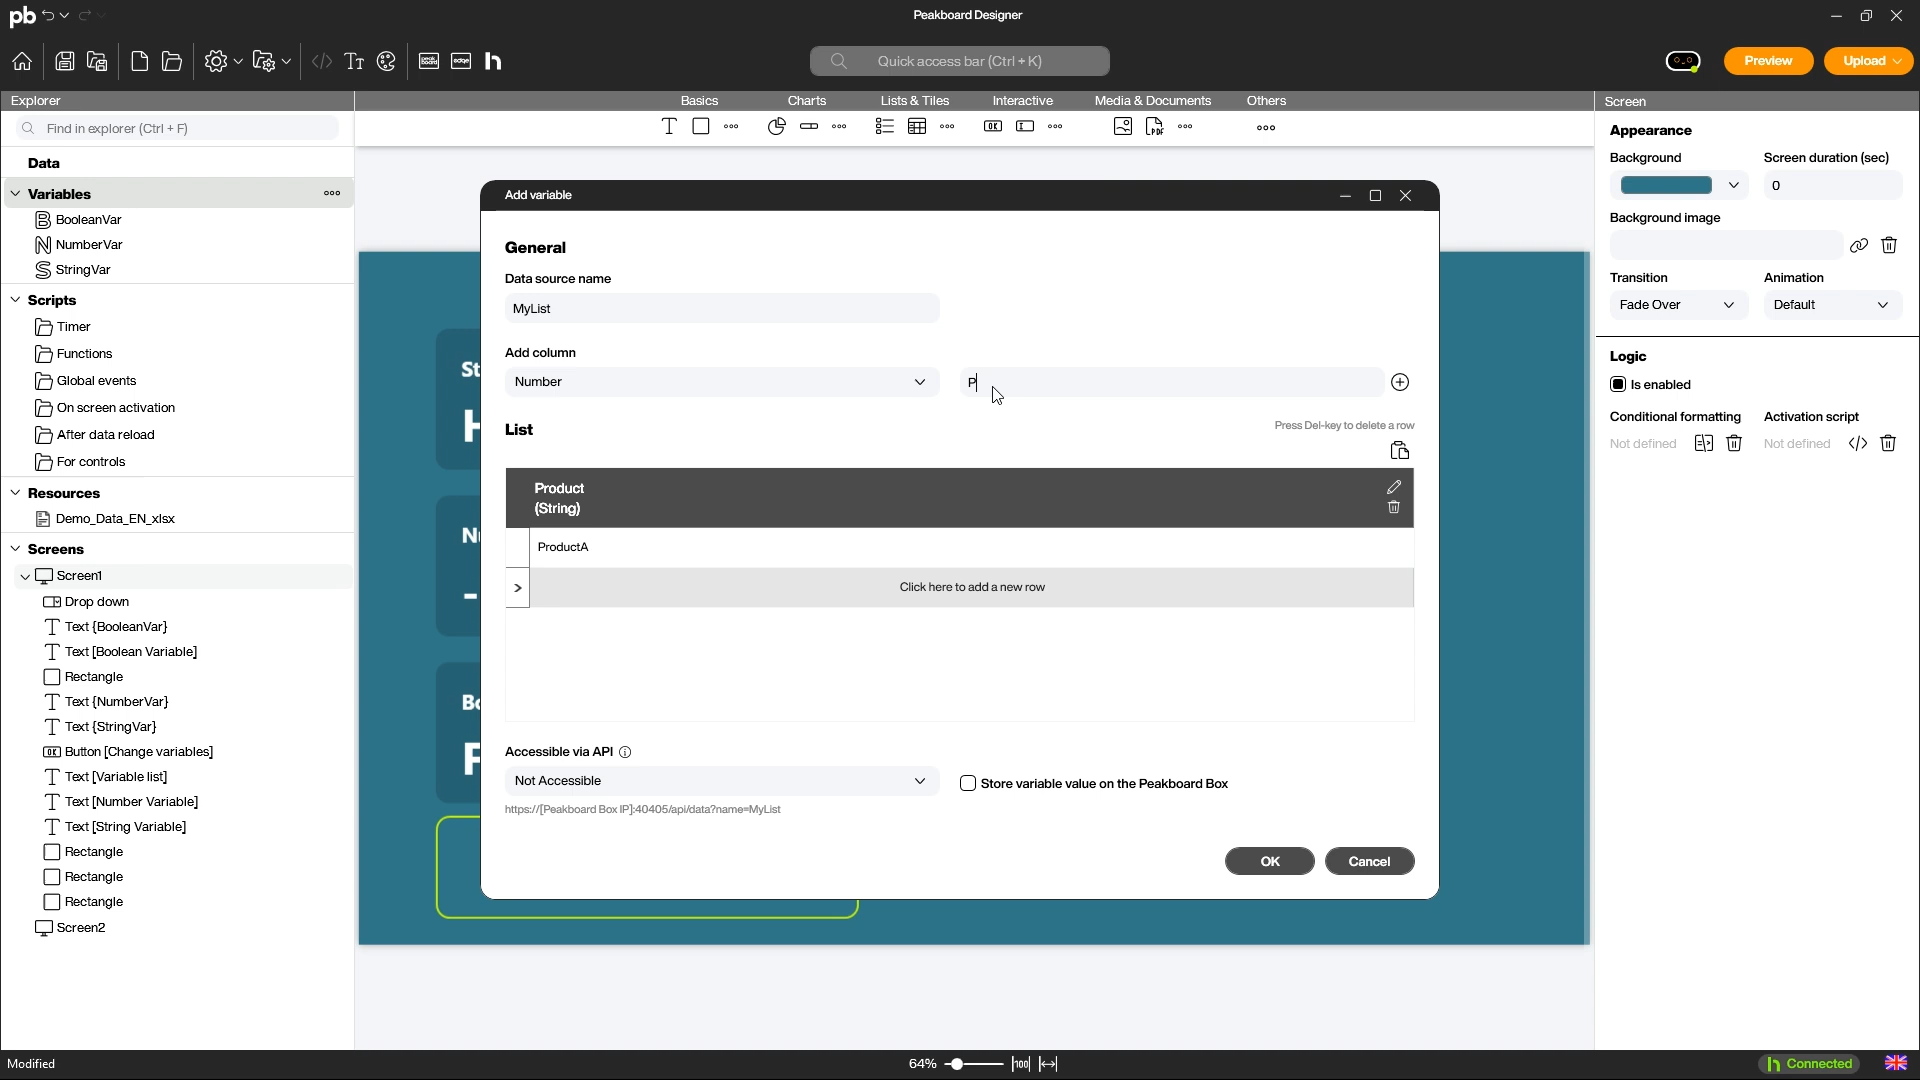 pb
Peakboard Designer
Quick access bar (Ctrl + K)
Preview
Upload
Explorer
Basics
Charts
Lists & Tiles
Interactive
Media & Documents
Others
Screen
Find in explorer (Ctrl + F)
Data
Variables
BooleanVar
NumberVar
StringVar
Scripts
Timer
Functions
Global events
On screen activation
After data reload
For controls
Resources
Demo_Data_EN_xlsx
Screens
Screen1
Drop down
Text {BooleanVar}
Text [Boolean Variable]
Rectangle
Text {NumberVar}
Text {StringVar}
Button [Change variables]
Text [Variable list]
Text [Number Variable]
Text [String Variable]
Rectangle
Rectangle
Rectangle
Screen2
St
H
Nu
-
Bo
F
Add variable
General
Data source name
MyList
Add column
Number
P
List
Press Del-key to delete a row
Product
(String)
ProductA
Click here to add a new row
Accessible via API
Not Accessible
Store variable value on the Peakboard Box
https://[Peakboard Box IP]:40405/api/data?name=MyList
OK
Cancel
Appearance
Background
Screen duration (sec)
0
Background image
Transition
Animation
Fade Over
Default
Logic
Is enabled
Conditional formatting
Activation script
Not defined
Not defined
Modified
64%
100
Connected